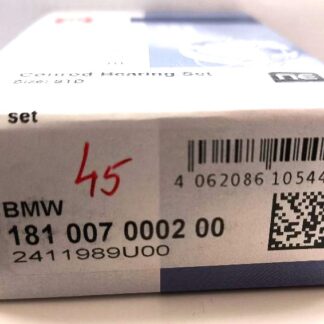 Conrod Bearing Set
Size: STD
set
45
BMW
181 007 0002 00
2411989U00
4 062086 10544